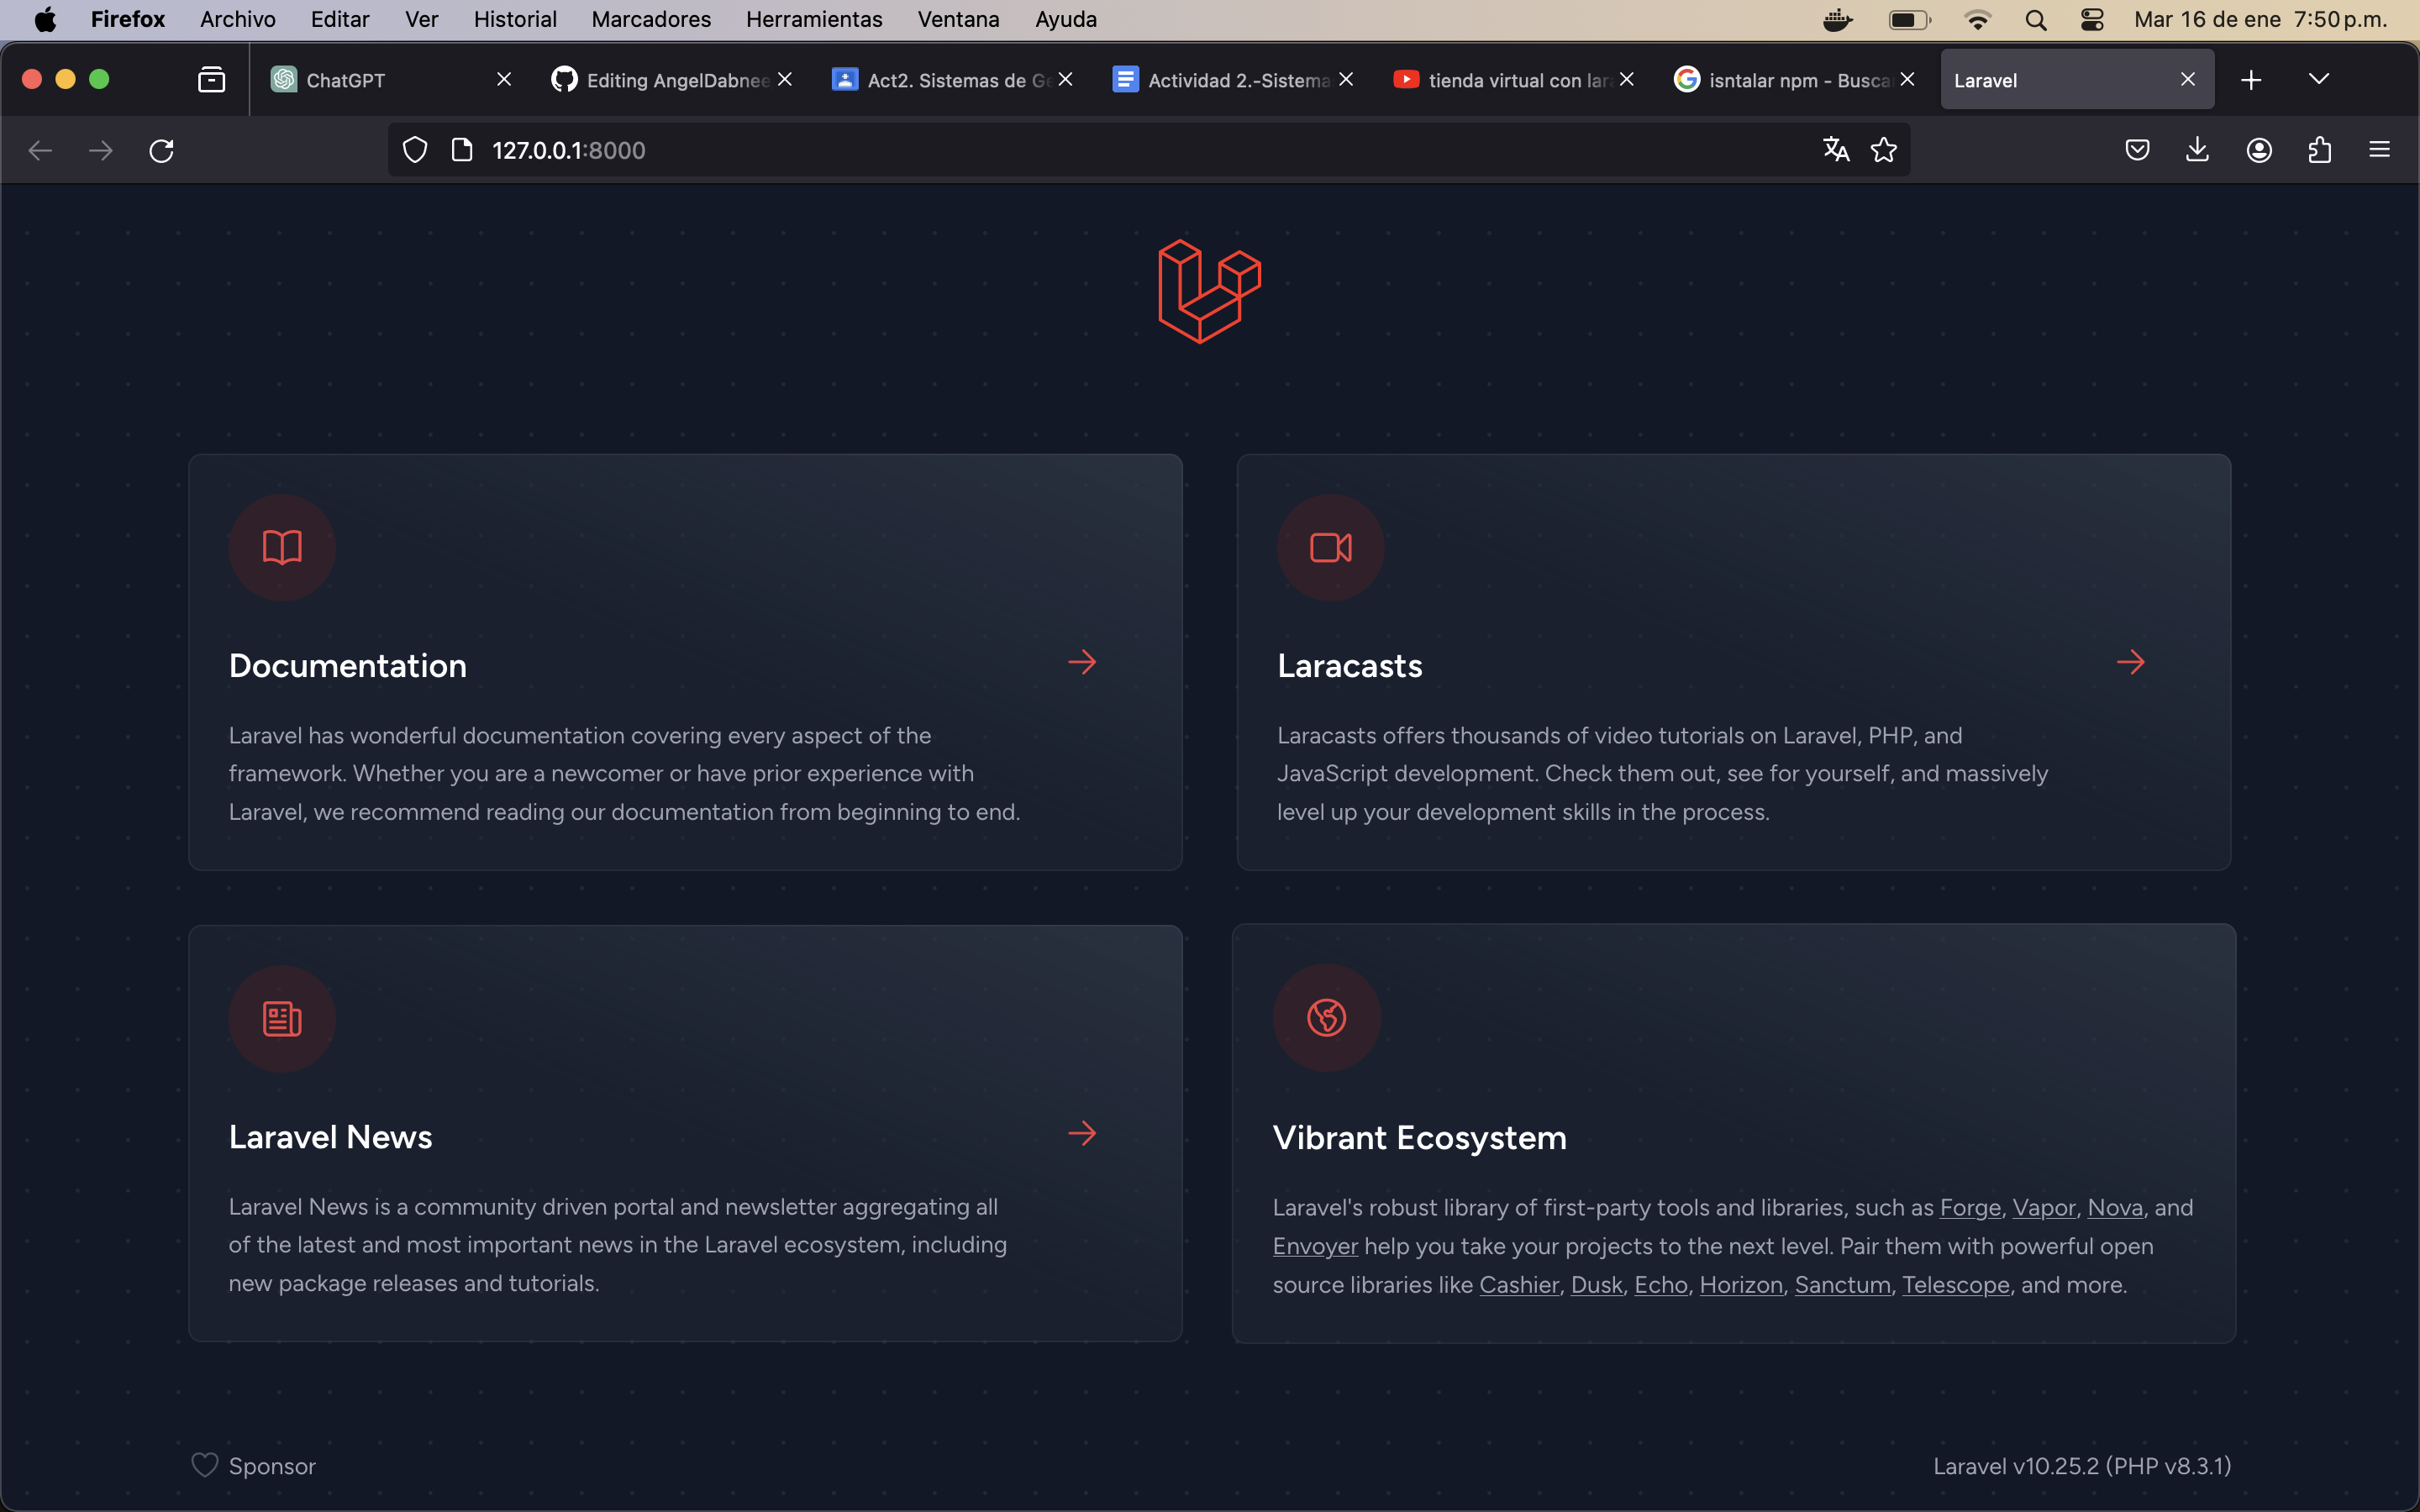 Firefox Archivo Editar Ver Historial Marcadores Herramientas Ventana Ayuda Mar 16 de ene 7:50 p.m.
ChatGPT Editing AngelDabnee Act2. Sistemas de Ge Actividad 2.-Sistema tienda virtual con lar isntalar npm - Busca Laravel
127.0.0.1:8000
Documentation
Laravel has wonderful documentation covering every aspect of the
framework. Whether you are a newcomer or have prior experience with
Laravel, we recommend reading our documentation from beginning to end.
Laracasts
Laracasts offers thousands of video tutorials on Laravel, PHP, and
JavaScript development. Check them out, see for yourself, and massively
level up your development skills in the process.
Laravel News
Laravel News is a community driven portal and newsletter aggregating all
of the latest and most important news in the Laravel ecosystem, including
new package releases and tutorials.
Vibrant Ecosystem
Laravel's robust library of first-party tools and libraries, such as Forge, Vapor, Nova, and
Envoyer help you take your projects to the next level. Pair them with powerful open
source libraries like Cashier, Dusk, Echo, Horizon, Sanctum, Telescope, and more.
Sponsor
Laravel v10.25.2 (PHP v8.3.1)